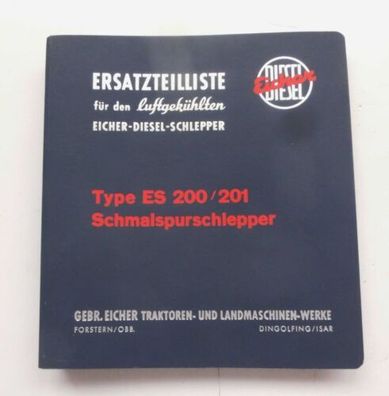 ERSATZTEILLISTE
für den luftgekühlten
EICHER-DIESEL-SCHLEPPER
DIESEL
Eicher
DIESEL
Type ES 200/201
Schmalspurschlepper
GEBR. EICHER TRAKTOREN- UND LANDMASCHINEN-WERKE
FORSTERN/OBB. DINGOLFING/ISAR